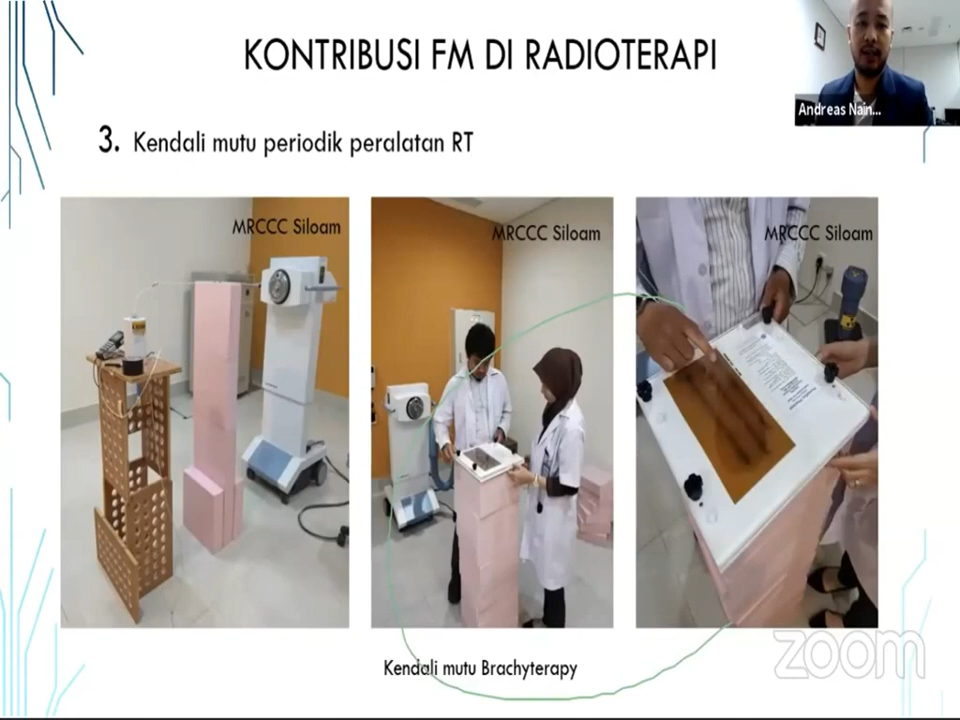 KONTRIBUSI FM DI RADIOTERAPI
Andreas Nain...
3. Kendali mutu periodik peralatan RT
MRCCC Siloam
MRCCC Siloam
MRCCC Siloam
Kendali mutu Brachyterapy
zoom